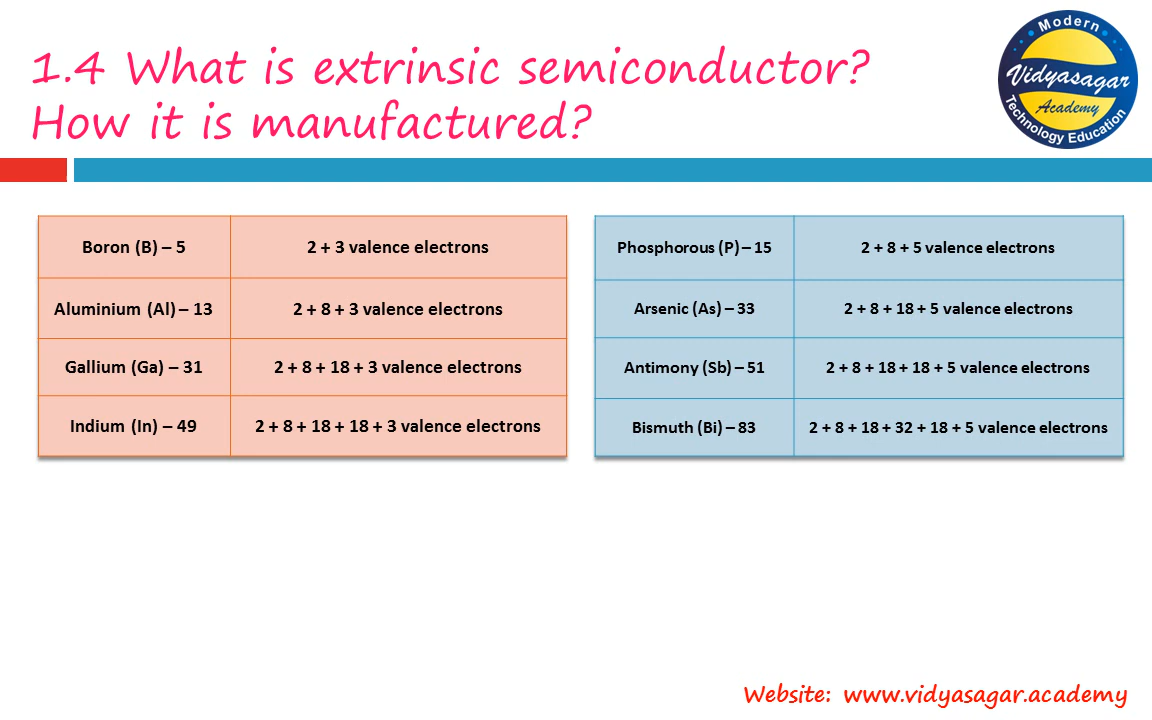 1.4 What is extrinsic semiconductor?
How it is manufactured?
Modern
Vidyasagar
Academy
Technology Education
Boron (B) – 5 2 + 3 valence electrons
Aluminium (Al) – 13 2 + 8 + 3 valence electrons
Gallium (Ga) – 31 2 + 8 + 18 + 3 valence electrons
Indium (In) – 49 2 + 8 + 18 + 18 + 3 valence electrons
Phosphorous (P) – 15 2 + 8 + 5 valence electrons
Arsenic (As) – 33 2 + 8 + 18 + 5 valence electrons
Antimony (Sb) – 51 2 + 8 + 18 + 18 + 5 valence electrons
Bismuth (Bi) – 83 2 + 8 + 18 + 32 + 18 + 5 valence electrons
Website: www.vidyasagar.academy